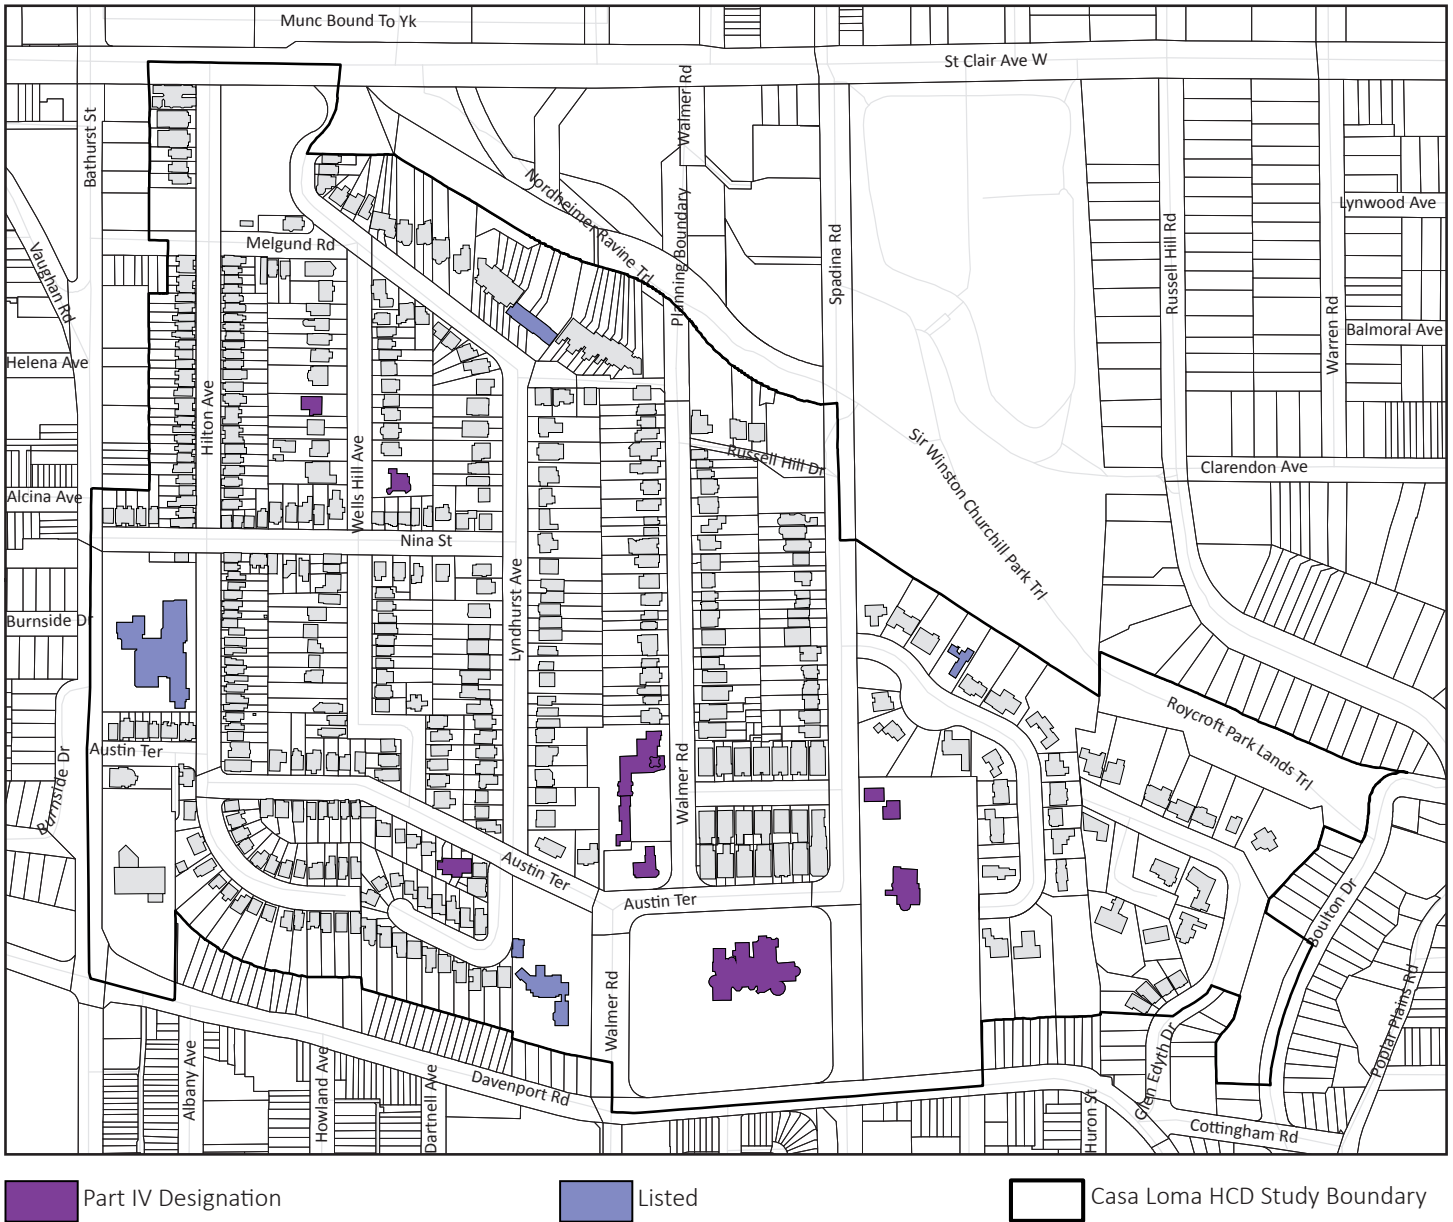 Munc Bound To Yk
St Clair Ave W
Bathurst St
Walmer Rd
Nordheimer Ravine Trl
Planning Boundary
Spadina Rd
Russell Hill Rd
Lynwood Ave
Melgund Rd
Vaughan Rd
Warren Rd
Balmoral Ave
Helena Ave
Hilton Ave
Wells Hill Ave
Russell Hill Dr
Sir Winston Churchill Park Trl
Clarendon Ave
Alcina Ave
Nina St
Lyndhurst Ave
Burnside Dr
Roycroft Park Lands Trl
Austin Ter
Burnside Dr
Walmer Rd
Austin Ter
Austin Ter
Boulton Dr
Walmer Rd
Poplar Plains Rd
Albany Ave
Howland Ave
Dartnell Ave
Davenport Rd
Huron St
Glen Edyth Dr
Cottingham Rd
Part IV Designation
Listed
Casa Loma HCD Study Boundary